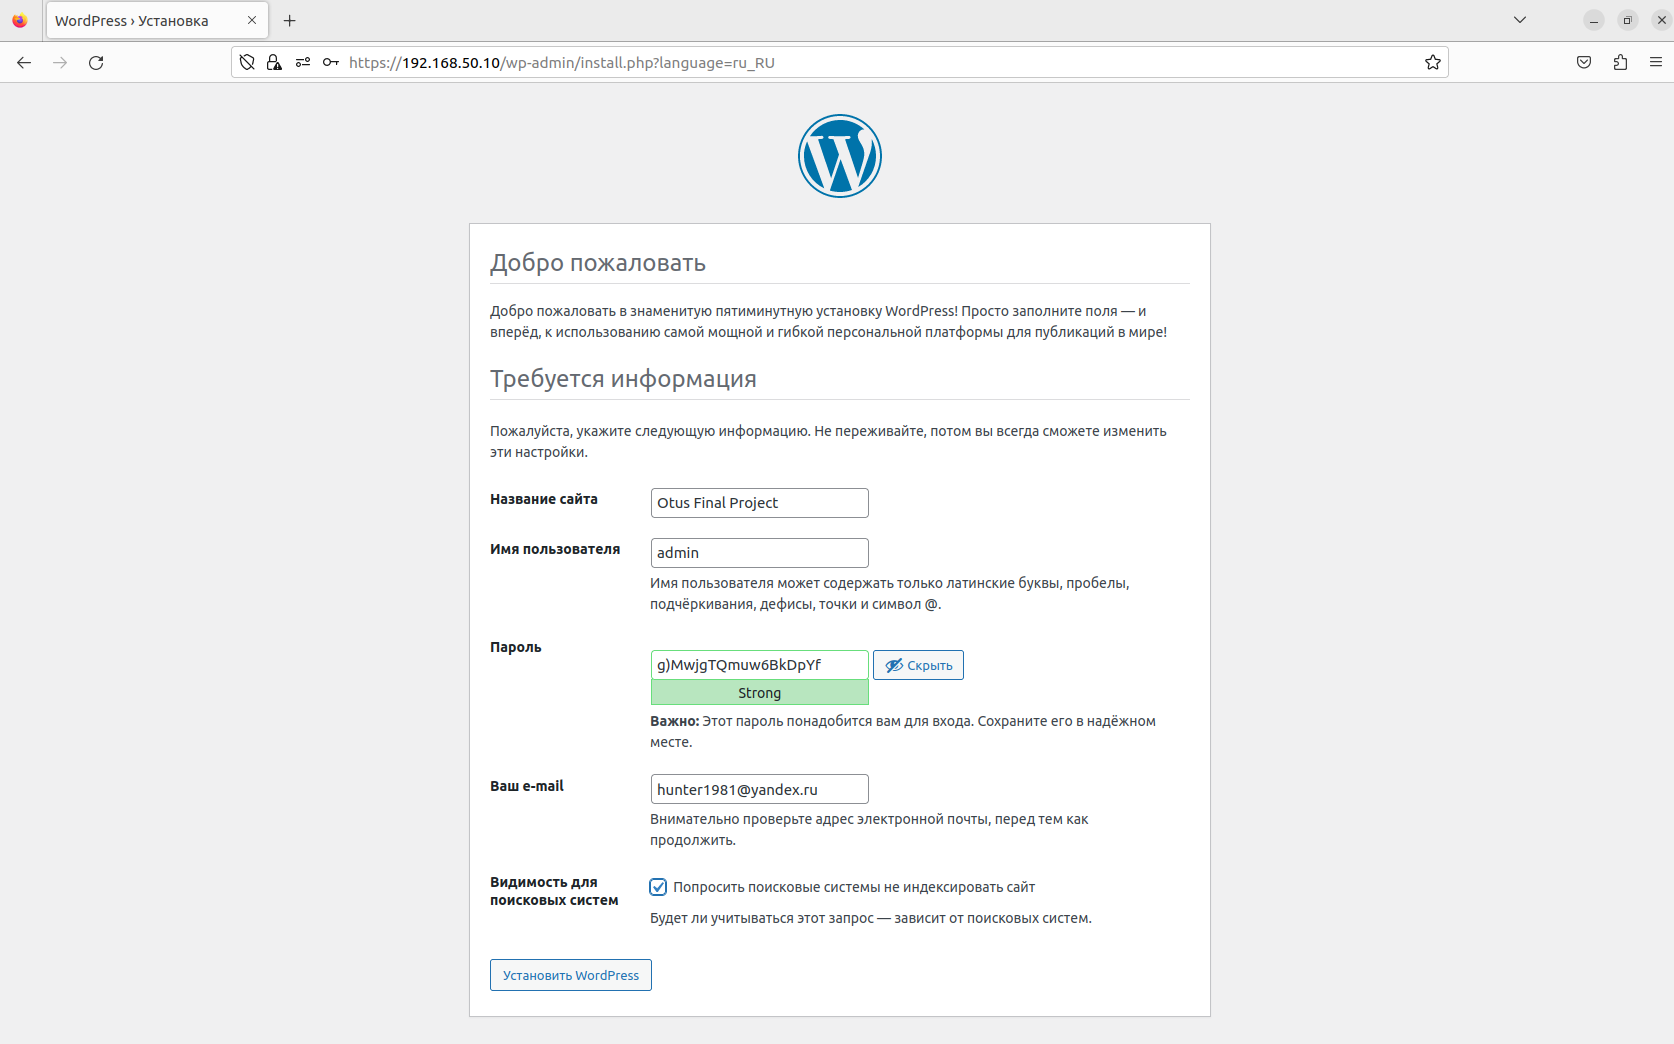 WordPress › Установка
https://192.168.50.10/wp-admin/install.php?language=ru_RU
Добро пожаловать
Добро пожаловать в знаменитую пятиминутную установку WordPress! Просто заполните поля — и
вперёд, к использованию самой мощной и гибкой персональной платформы для публикаций в мире!
Требуется информация
Пожалуйста, укажите следующую информацию. Не переживайте, потом вы всегда сможете изменить
эти настройки.
Название сайта
Otus Final Project
Имя пользователя
admin
Имя пользователя может содержать только латинские буквы, пробелы,
подчёркивания, дефисы, точки и символ @.
Пароль
g)MwjgTQmuw6BkDpYf
Скрыть
Strong
Важно: Этот пароль понадобится вам для входа. Сохраните его в надёжном
месте.
Ваш e-mail
hunter1981@yandex.ru
Внимательно проверьте адрес электронной почты, перед тем как
продолжить.
Видимость для
поисковых систем
Попросить поисковые системы не индексировать сайт
Будет ли учитываться этот запрос — зависит от поисковых систем.
Установить WordPress